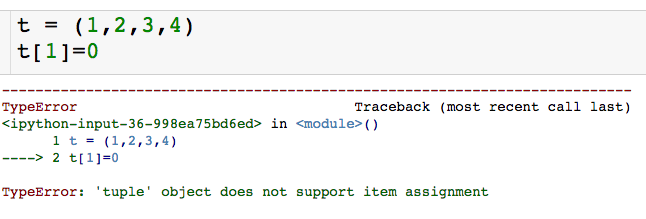 t = (1,2,3,4)
t[1]=0
---------------------------------------------------------------------------
TypeError                                 Traceback (most recent call last)
<ipython-input-36-998ea75bd6ed> in <module>()
      1 t = (1,2,3,4)
----> 2 t[1]=0
TypeError: 'tuple' object does not support item assignment